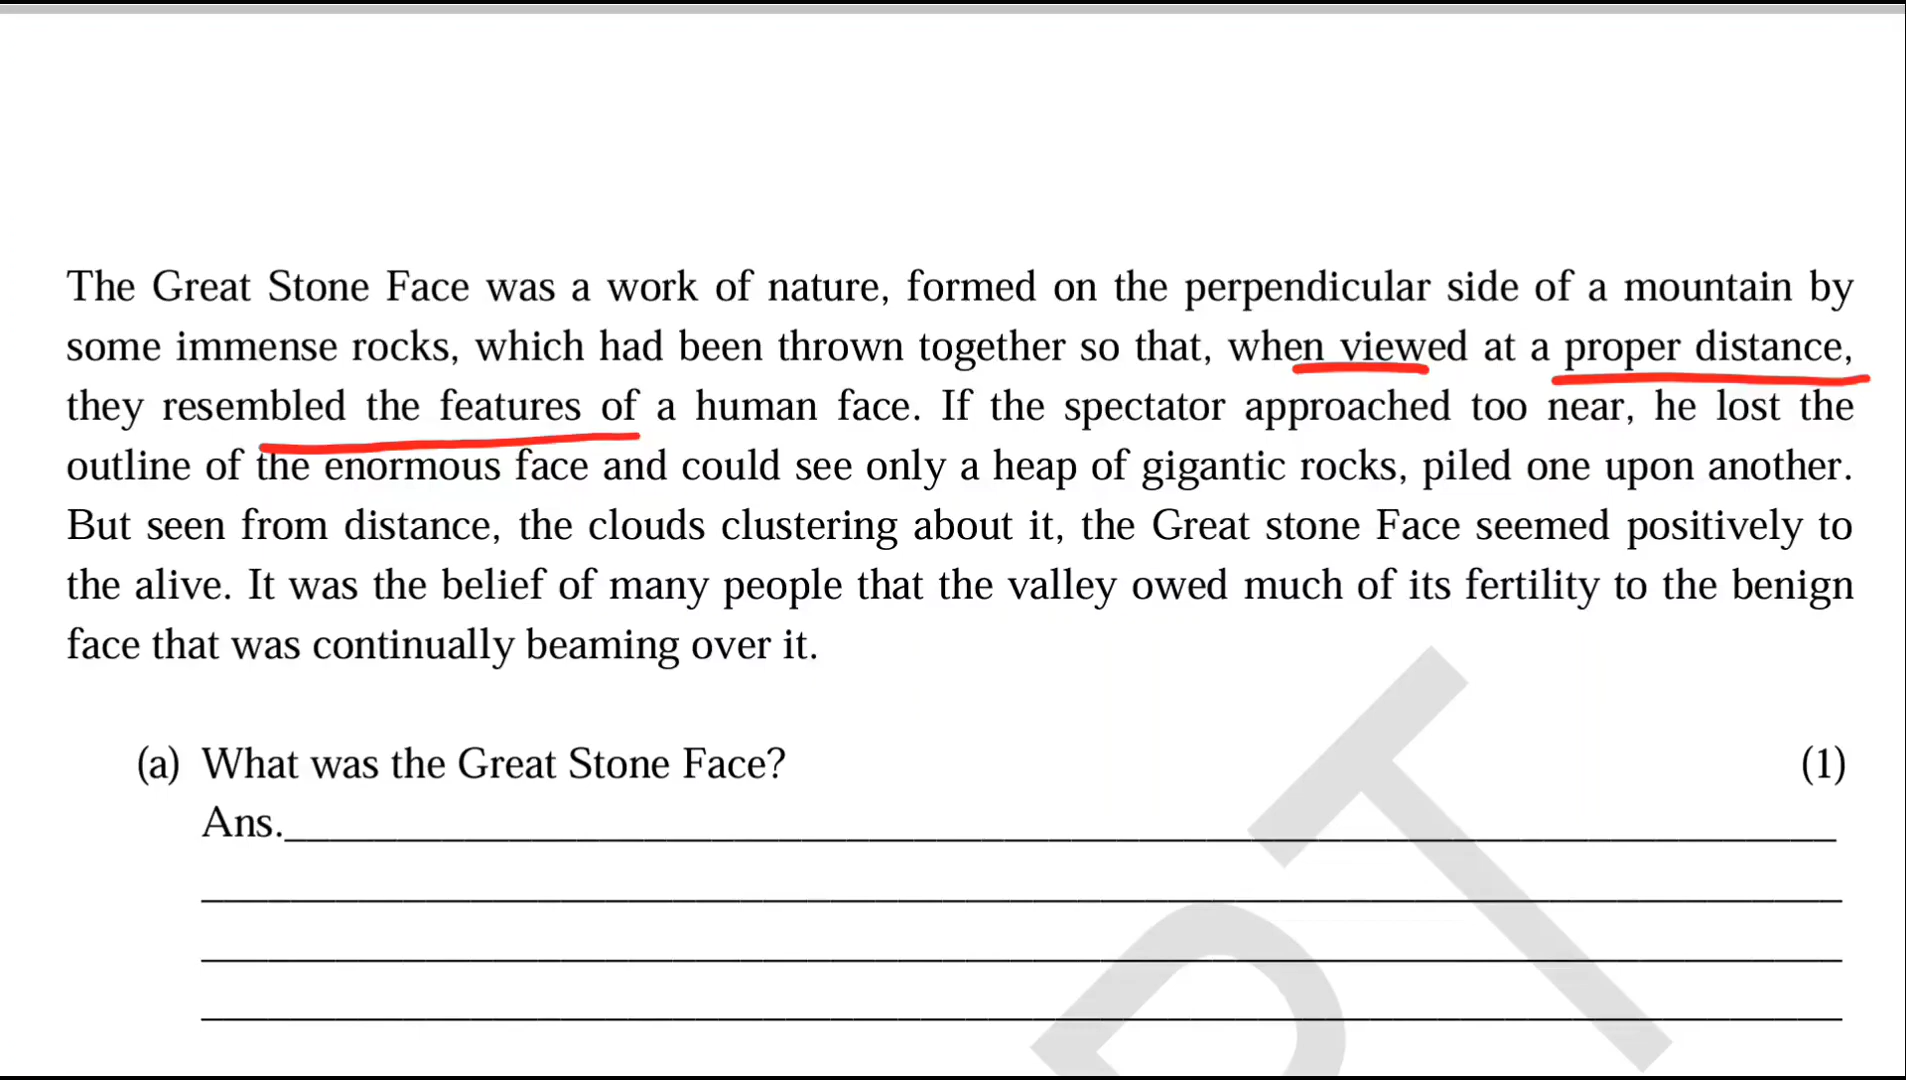 The Great Stone Face was a work of nature, formed on the perpendicular side of a mountain by
some immense rocks, which had been thrown together so that, when viewed at a proper distance,
they resembled the features of a human face. If the spectator approached too near, he lost the
outline of the enormous face and could see only a heap of gigantic rocks, piled one upon another.
But seen from distance, the clouds clustering about it, the Great stone Face seemed positively to
the alive. It was the belief of many people that the valley owed much of its fertility to the benign
face that was continually beaming over it.
(a) What was the Great Stone Face? (1)
Ans.
PT